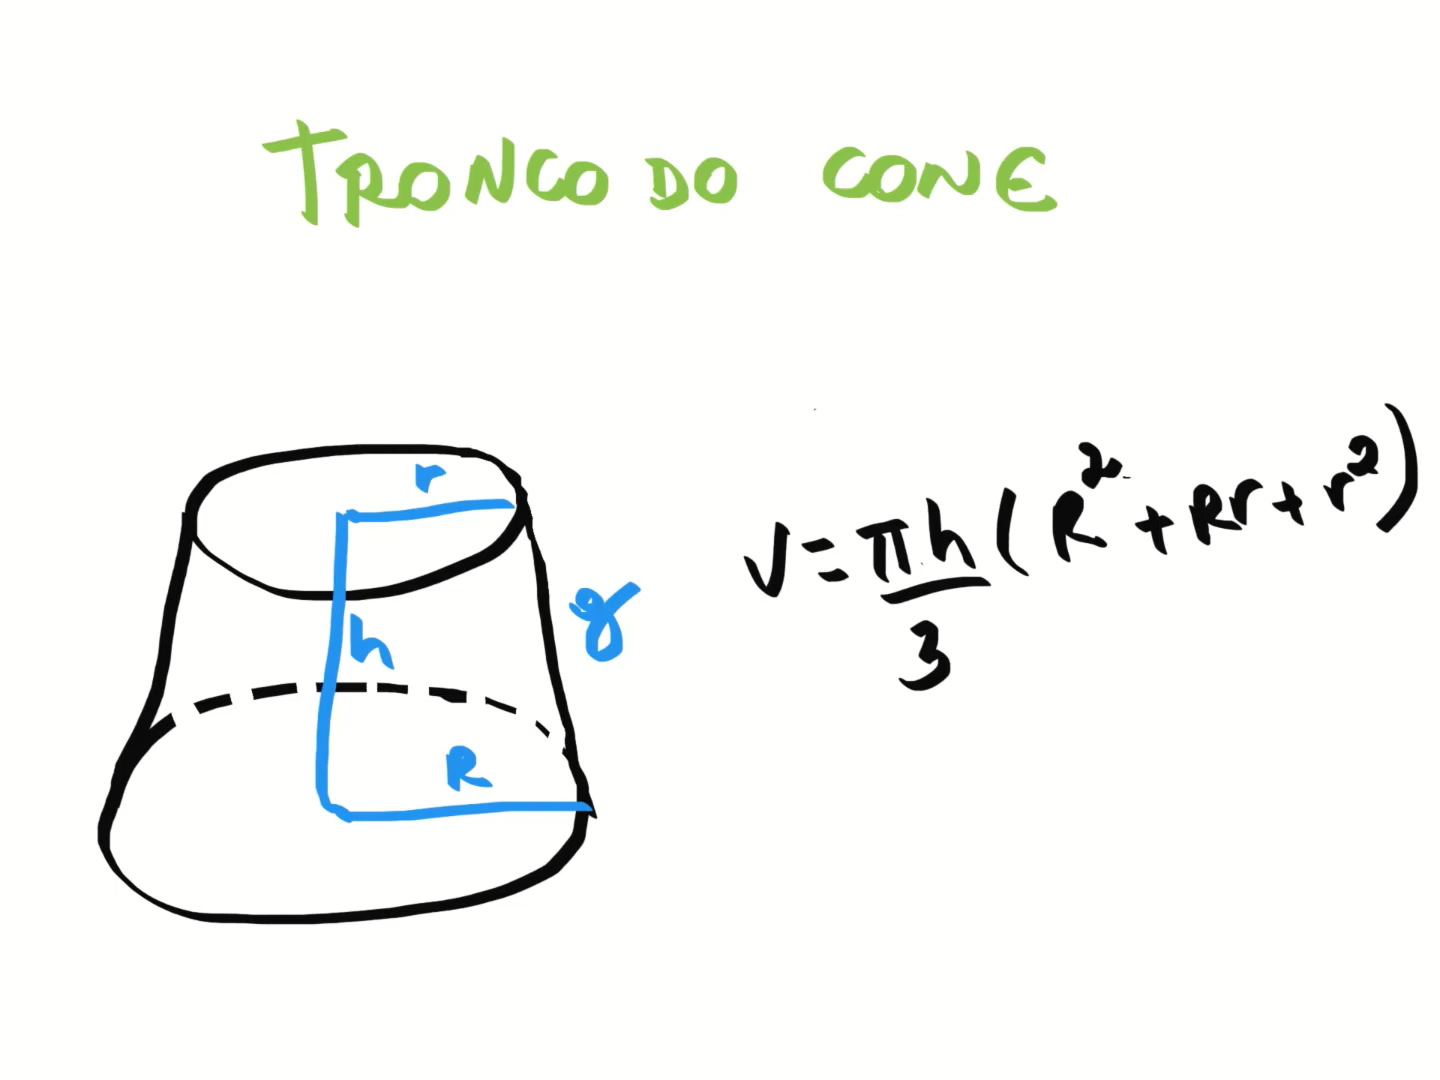 TRONCO DO CONE
r
V = πh/3 (R² + Rr + r²)
g
h
R